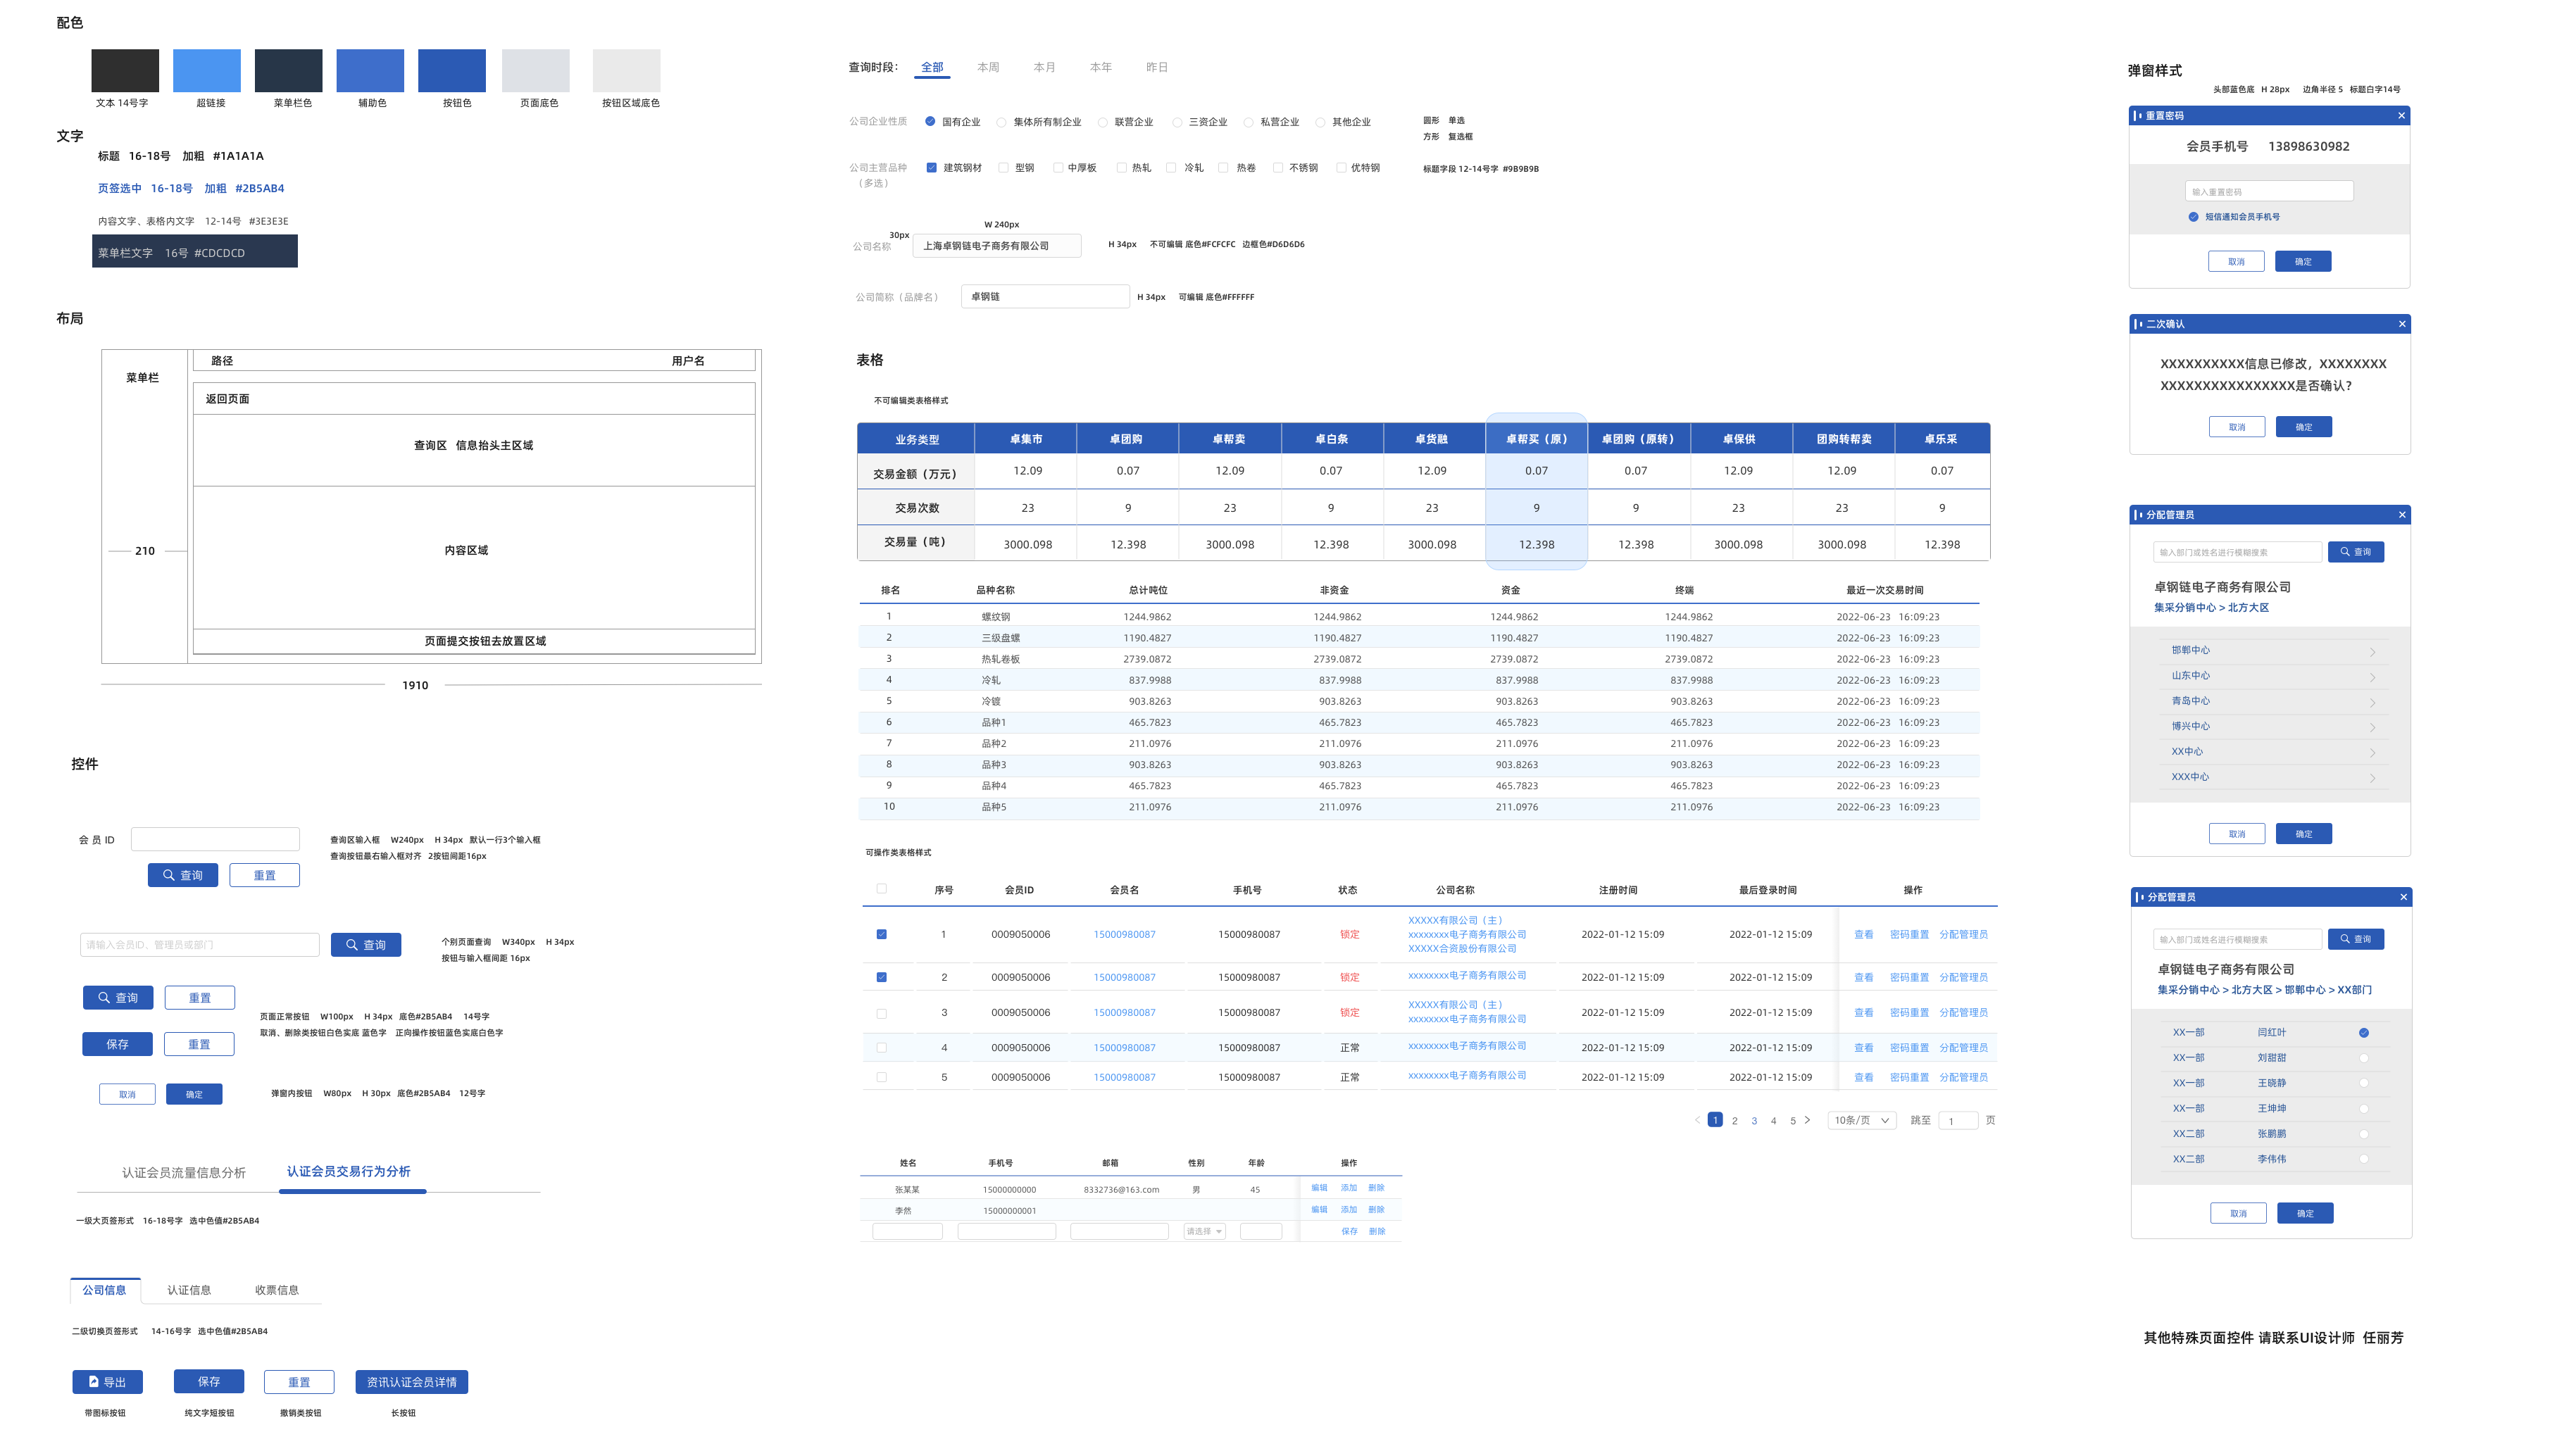 配色
文本 14号字 超链接 菜单栏色 辅助色 按钮色 页面底色 按钮区域底色
文字
标题 16-18号 加粗 #1A1A1A
页签选中 16-18号 加粗 #2B5AB4
内容文字、表格内文字 12-14号 #3E3E3E
菜单栏文字 16号 #CDCDCD
布局
菜单栏
路径 用户名
返回页面
查询区 信息抬头主区域
210
内容区域
页面提交按钮去放置区域
1910
控件
会 员 ID
查询 重置
查询区输入框 W240px H 34px 默认一行3个输入框
查询按钮最右输入框对齐 2按钮间距16px
请输入会员ID、管理员或部门 查询
个别页面查询 W340px H 34px
按钮与输入框间距 16px
查询 重置
保存 重置
页面正常按钮 W100px H 34px 底色#2B5AB4 14号字
取消、删除类按钮白色实底 蓝色字 正向操作按钮蓝色实底白色字
取消 确定
弹窗内按钮 W80px H 30px 底色#2B5AB4 12号字
认证会员流量信息分析 认证会员交易行为分析
一级大页签形式 16-18号字 选中色值#2B5AB4
公司信息 认证信息 收票信息
二级切换页签形式 14-16号字 选中色值#2B5AB4
导出 保存 重置 资讯认证会员详情
带图标按钮 纯文字短按钮 撤销类按钮 长按钮
查询时段： 全部 本周 本月 本年 昨日
公司企业性质 国有企业 集体所有制企业 联营企业 三资企业 私营企业 其他企业
圆形 单选
方形 复选框
公司主营品种
（多选）
建筑钢材 型钢 中厚板 热轧 冷轧 热卷 不锈钢 优特钢
标题字段 12-14号字 #9B9B9B
W 240px
30px
公司名称 上海卓钢链电子商务有限公司
H 34px 不可编辑 底色#FCFCFC 边框色#D6D6D6
公司简称（品牌名） 卓钢链 H 34px 可编辑 底色#FFFFFF
表格
不可编辑类表格样式
业务类型 卓集市 卓团购 卓帮卖 卓白条 卓货融 卓帮买（原） 卓团购（原转） 卓保供 团购转帮卖 卓乐采
交易金额（万元） 12.09 0.07 12.09 0.07 12.09 0.07 0.07 12.09 12.09 0.07
交易次数 23 9 23 9 23 9 9 23 23 9
交易量（吨） 3000.098 12.398 3000.098 12.398 3000.098 12.398 12.398 3000.098 3000.098 12.398
排名 品种名称 总计吨位 非资金 资金 终端 最近一次交易时间
1 螺纹钢 1244.9862 1244.9862 1244.9862 1244.9862 2022-06-23 16:09:23
2 三级盘螺 1190.4827 1190.4827 1190.4827 1190.4827 2022-06-23 16:09:23
3 热轧卷板 2739.0872 2739.0872 2739.0872 2739.0872 2022-06-23 16:09:23
4 冷轧 837.9988 837.9988 837.9988 837.9988 2022-06-23 16:09:23
5 冷镀 903.8263 903.8263 903.8263 903.8263 2022-06-23 16:09:23
6 品种1 465.7823 465.7823 465.7823 465.7823 2022-06-23 16:09:23
7 品种2 211.0976 211.0976 211.0976 211.0976 2022-06-23 16:09:23
8 品种3 903.8263 903.8263 903.8263 903.8263 2022-06-23 16:09:23
9 品种4 465.7823 465.7823 465.7823 465.7823 2022-06-23 16:09:23
10 品种5 211.0976 211.0976 211.0976 211.0976 2022-06-23 16:09:23
可操作类表格样式
序号 会员ID 会员名 手机号 状态 公司名称 注册时间 最后登录时间 操作
XXXXX有限公司（主）
1 0009050006 15000980087 15000980087 锁定 xxxxxxxx电子商务有限公司 2022-01-12 15:09 2022-01-12 15:09 查看 密码重置 分配管理员
XXXXX合资股份有限公司
2 0009050006 15000980087 15000980087 锁定 xxxxxxxx电子商务有限公司 2022-01-12 15:09 2022-01-12 15:09 查看 密码重置 分配管理员
XXXXX有限公司（主）
3 0009050006 15000980087 15000980087 锁定 xxxxxxxx电子商务有限公司 2022-01-12 15:09 2022-01-12 15:09 查看 密码重置 分配管理员
4 0009050006 15000980087 15000980087 正常 xxxxxxxx电子商务有限公司 2022-01-12 15:09 2022-01-12 15:09 查看 密码重置 分配管理员
5 0009050006 15000980087 15000980087 正常 xxxxxxxx电子商务有限公司 2022-01-12 15:09 2022-01-12 15:09 查看 密码重置 分配管理员
1 2 3 4 5 10条/页 跳至 1 页
姓名 手机号 邮箱 性别 年龄 操作
张某某 15000000000 8332736@163.com 男 45 编辑 添加 删除
李然 15000000001 编辑 添加 删除
请选择 保存 删除
弹窗样式
头部蓝色底 H 28px 边角半径 5 标题白字14号
重置密码
会员手机号 13898630982
输入重置密码
短信通知会员手机号
取消 确定
二次确认
XXXXXXXXXX信息已修改，XXXXXXXX
XXXXXXXXXXXXXXXX是否确认？
取消 确定
分配管理员
输入部门或姓名进行模糊搜索 查询
卓钢链电子商务有限公司
集采分销中心 > 北方大区
邯郸中心
山东中心
青岛中心
博兴中心
XX中心
XXX中心
取消 确定
分配管理员
输入部门或姓名进行模糊搜索 查询
卓钢链电子商务有限公司
集采分销中心 > 北方大区 > 邯郸中心 > XX部门
XX一部 闫红叶
XX一部 刘甜甜
XX一部 王晓静
XX一部 王坤坤
XX二部 张鹏鹏
XX二部 李伟伟
取消 确定
其他特殊页面控件 请联系UI设计师 任丽芳